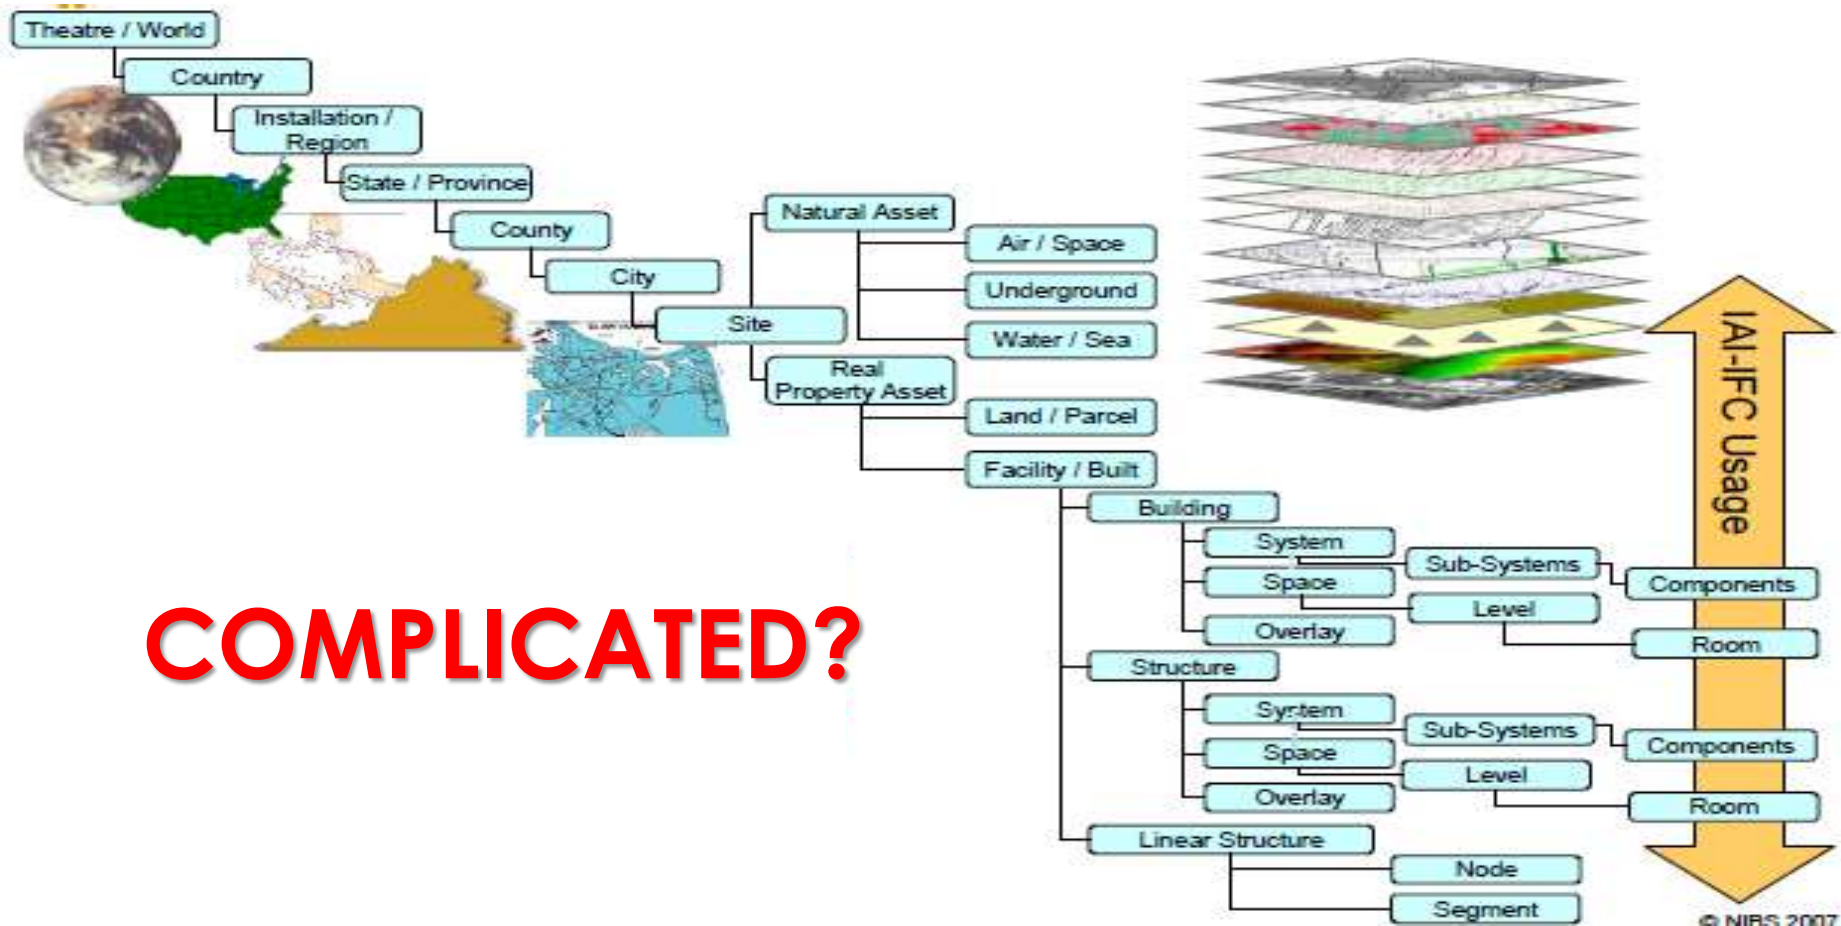 Theatre / World
Country
Installation /
Region
State / Province
County
City
Site
Natural Asset
Air / Space
Underground
Water / Sea
Real
Property Asset
Land / Parcel
Facility / Built
Building
System
Sub-Systems
Components
Space
Level
Room
Overlay
Structure
System
Sub-Systems
Components
Space
Level
Room
Overlay
Linear Structure
Node
Segment
IAI-IFC Usage
COMPLICATED?
© NIBS 2007